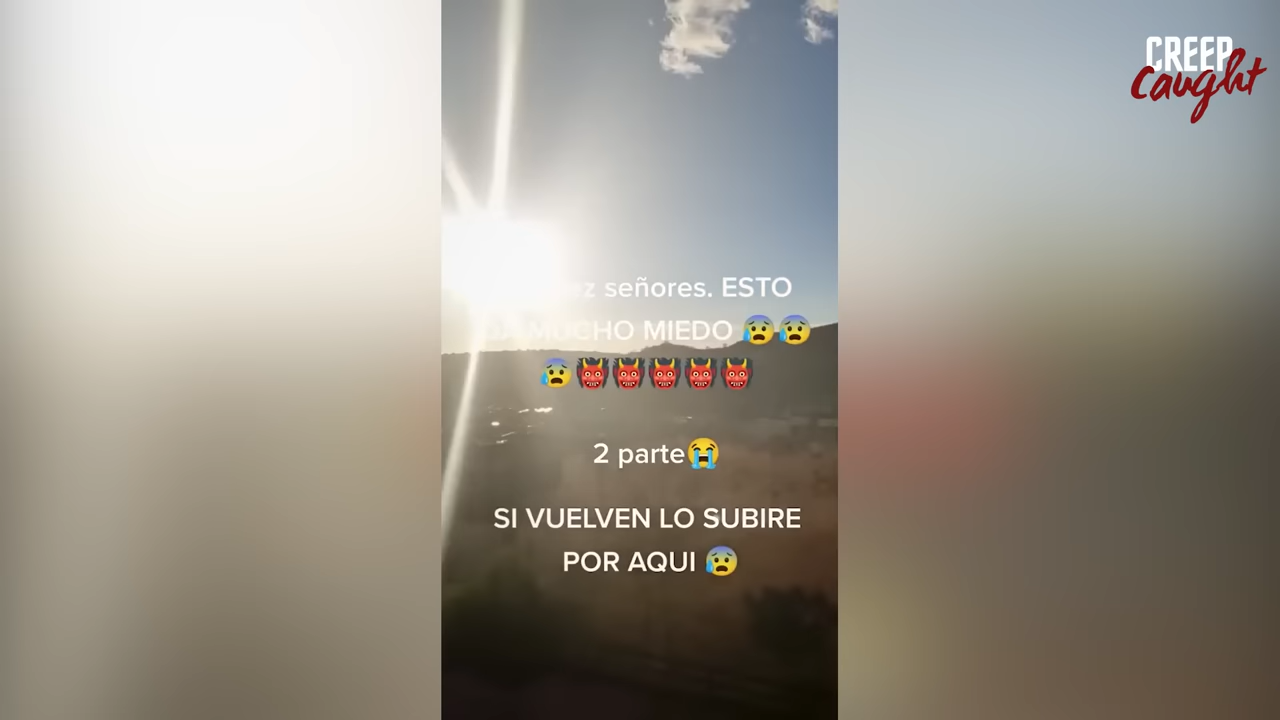 CREEP
caught
señores. ESTO
MUCHO MIEDO 😰😰
😰👹👹👹👹👹
2 parte😭
SI VUELVEN LO SUBIRE
POR AQUI 😰